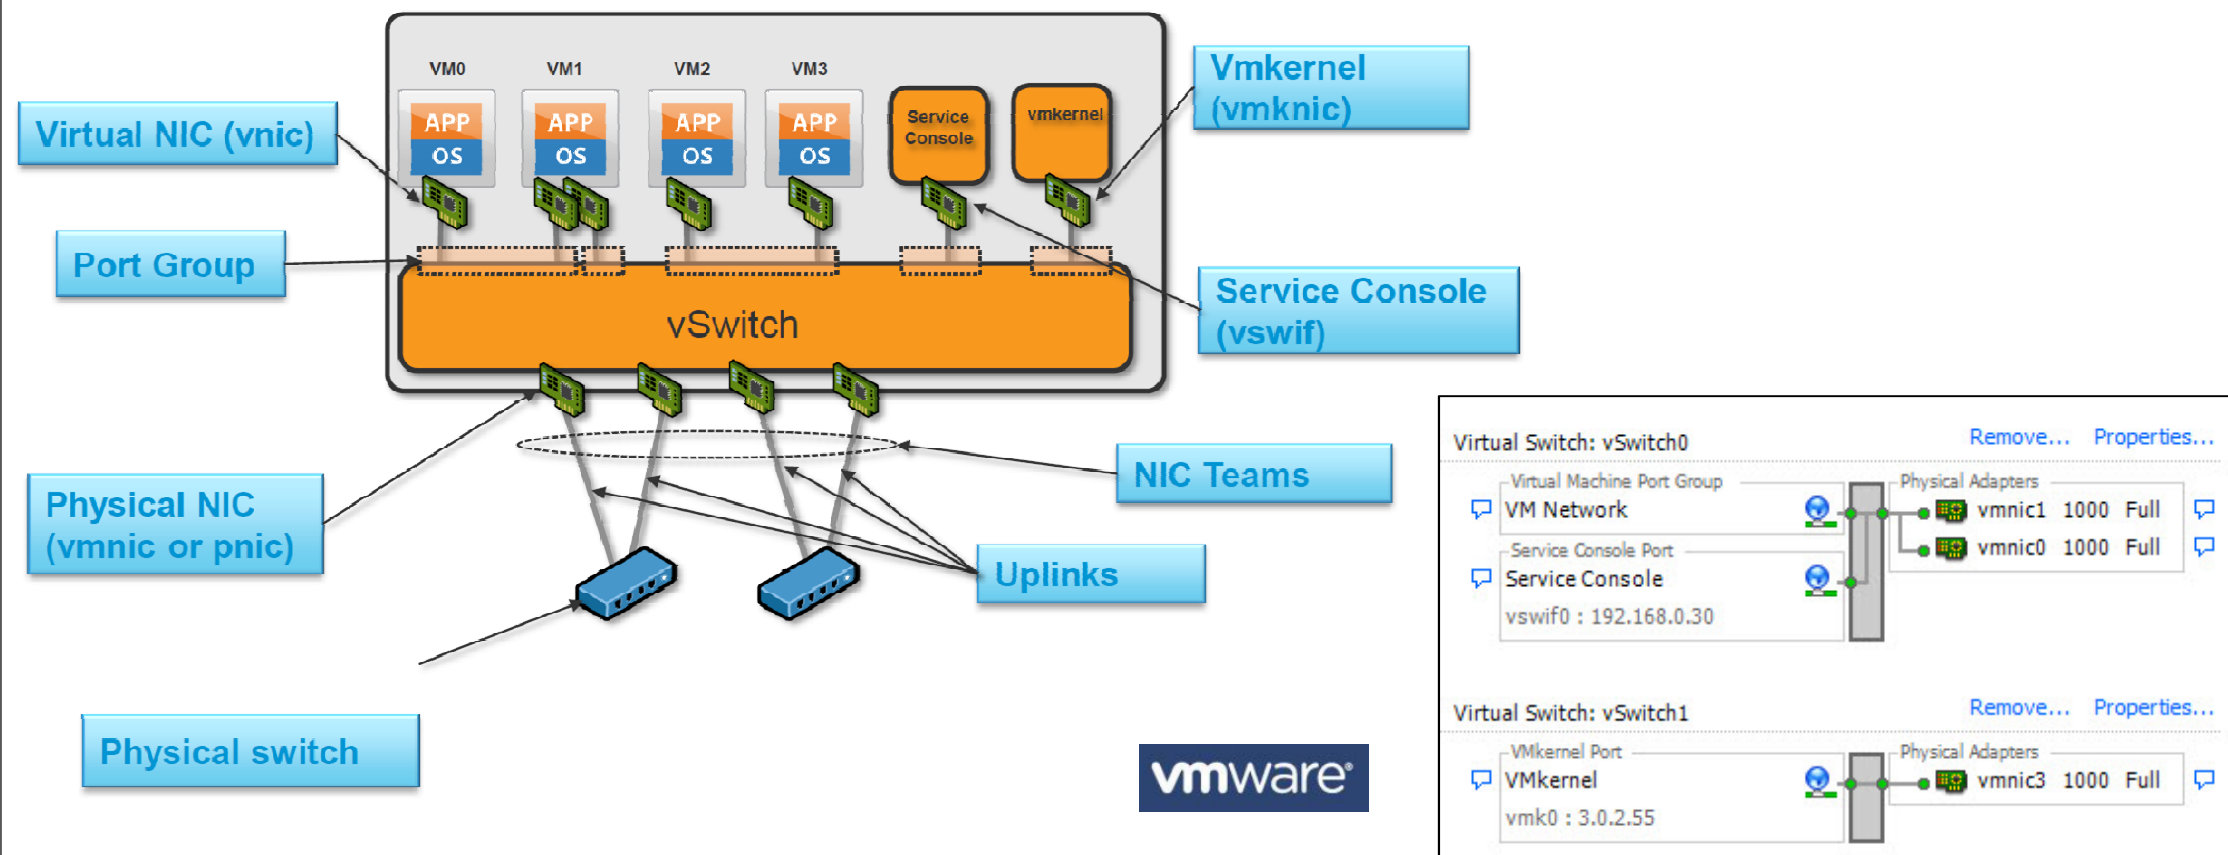 VM0
VM1
VM2
VM3
APP
OS
APP
OS
APP
OS
APP
OS
Service
Console
vmkernel
Vmkernel
(vmknic)
Virtual NIC (vnic)
Port Group
vSwitch
Service Console
(vswif)
Physical NIC
(vmnic or pnic)
NIC Teams
Uplinks
Physical switch
vmware®
Virtual Switch: vSwitch0 Remove... Properties...
Virtual Machine Port Group
VM Network
Service Console Port
Service Console
vswif0 : 192.168.0.30
Physical Adapters
vmnic1 1000 Full
vmnic0 1000 Full
Virtual Switch: vSwitch1 Remove... Properties...
VMkernel Port
VMkernel
vmk0 : 3.0.2.55
Physical Adapters
vmnic3 1000 Full